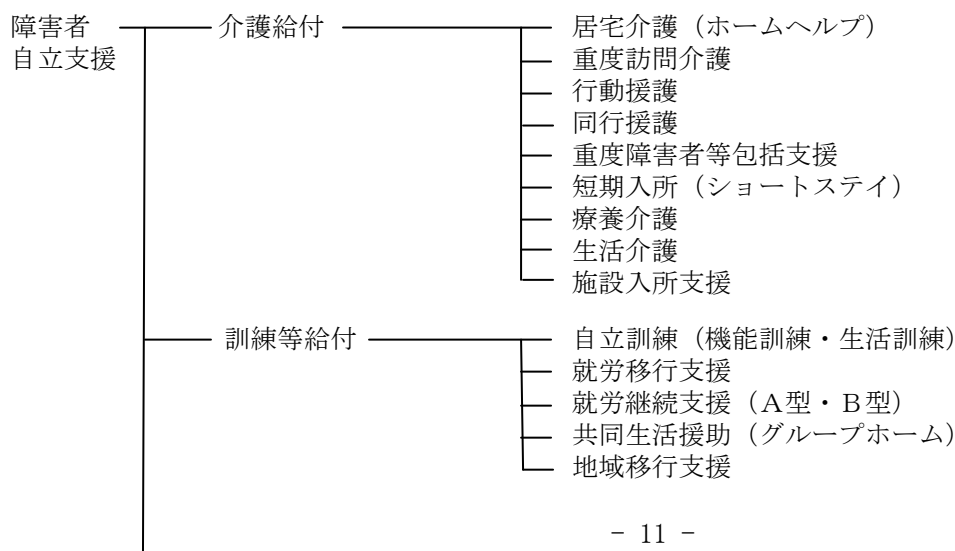 障害者 介護給付 居宅介護（ホームヘルプ）
自立支援 重度訪問介護
行動援護
同行援護
重度障害者等包括支援
短期入所（ショートステイ）
療養介護
生活介護
施設入所支援
訓練等給付 自立訓練（機能訓練・生活訓練）
就労移行支援
就労継続支援（Ａ型・Ｂ型）
共同生活援助（グループホーム）
地域移行支援
- 11 -